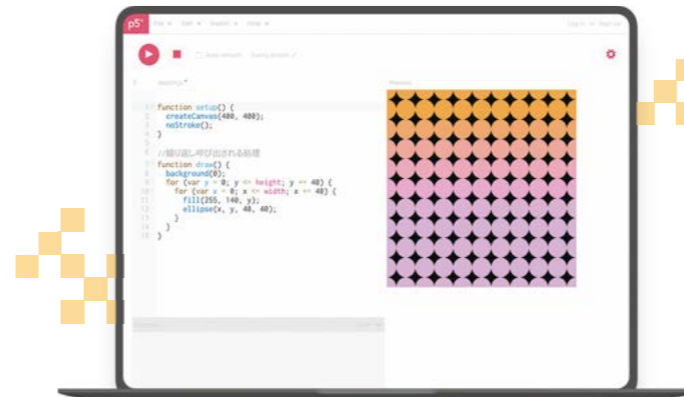 p5*
function setup() {
createCanvas(400, 400);
noStroke();
}
//繰り返し呼び出される処理
function draw() {
background(0);
for (var y = 0; y <= height; y += 40) {
for (var x = 0; x <= width; x += 40) {
fill(255, 140, y);
ellipse(x, y, 40, 40);
}
}
}